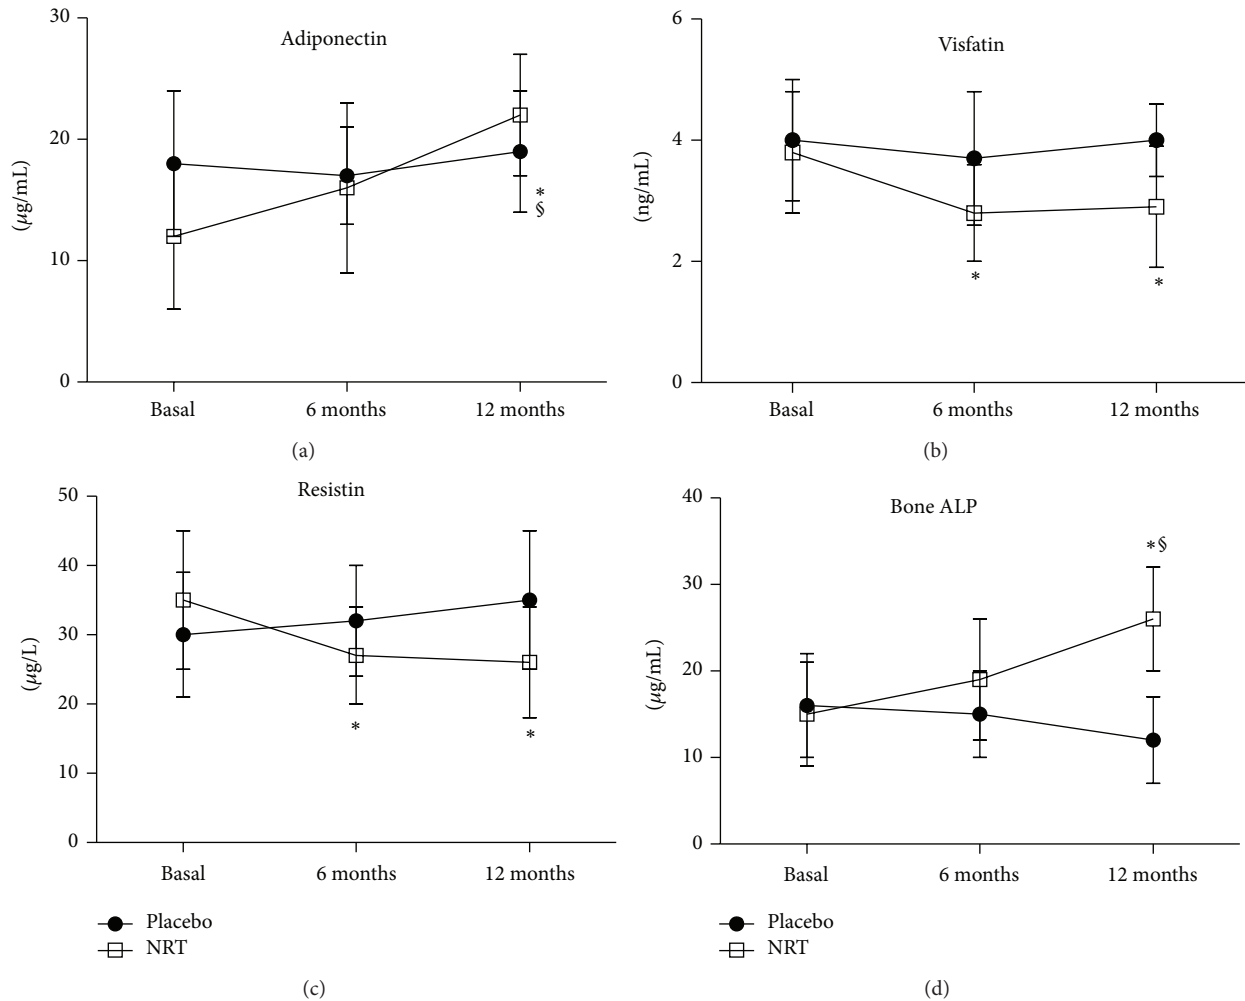 Adiponectin
30
20
10
0
(μg/mL)
*
§
Basal 6 months 12 months
(a)
Visfatin
6
4
2
0
(ng/mL)
* *
Basal 6 months 12 months
(b)
Resistin
50
40
30
20
10
0
(μg/L)
* *
Basal 6 months 12 months
Placebo
NRT
(c)
Bone ALP
40
30
20
10
0
(μg/mL)
*§
Basal 6 months 12 months
Placebo
NRT
(d)